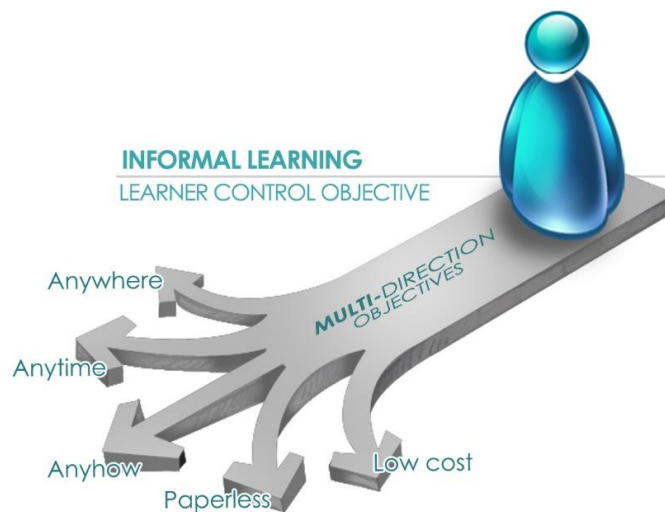 INFORMAL LEARNING
LEARNER CONTROL OBJECTIVE
MULTI-DIRECTION
OBJECTIVES
Anywhere
Anytime
Anyhow
Paperless
Low cost